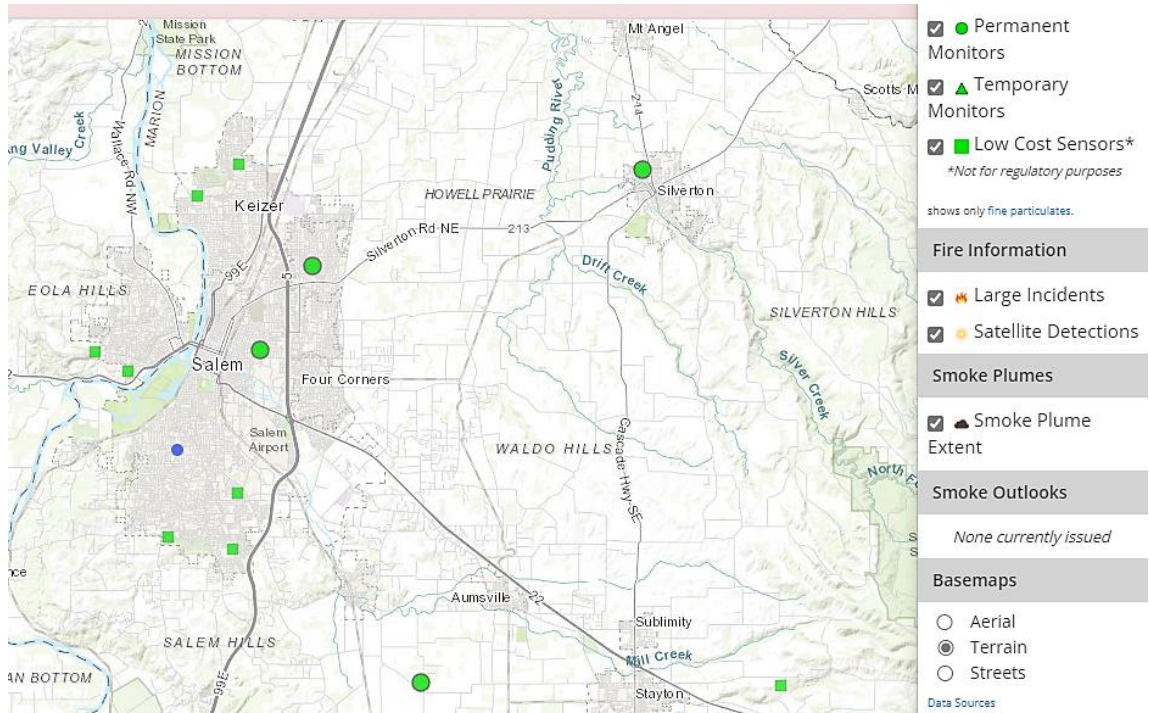 Mission
State Park
MISSION
BOTTOM
MARION
ng Valley Creek
Wallace Rd NW
Keizer
99E
5
EOLA HILLS
Salem
Four Corners
Salem
Airport
SALEM HILLS
99E
AN BOTTOM
nce
Mt Angel
214
Scotts M
Pudding River
HOWELL PRAIRIE
Silverton
Silverton Rd NE
213
Drift Creek
SILVERTON HILLS
Silver Creek
WALDO HILLS
Cascade Hwy SE
North F
Aumsville
22
Sublimity
Mill Creek
Stayton
Permanent
Monitors
Temporary
Monitors
Low Cost Sensors*
*Not for regulatory purposes
shows only fine particulates.
Fire Information
Large Incidents
Satellite Detections
Smoke Plumes
Smoke Plume
Extent
Smoke Outlooks
None currently issued
Basemaps
Aerial
Terrain
Streets
Data Sources